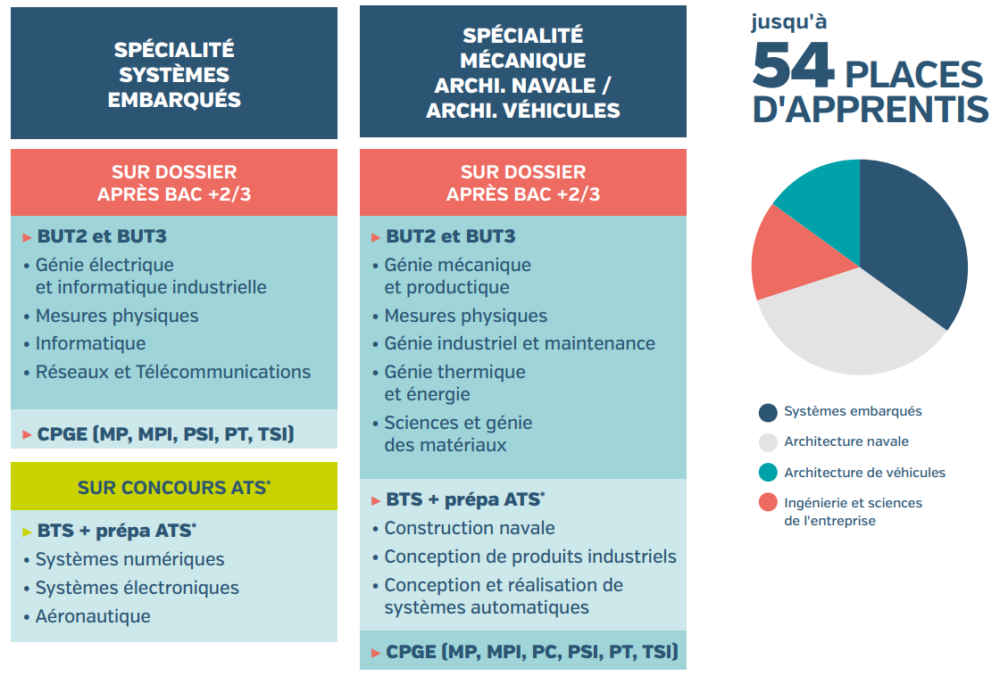 SPÉCIALITÉ
SYSTÈMES
EMBARQUÉS
SUR DOSSIER
APRÈS BAC +2/3
▸ BUT2 et BUT3
• Génie électrique
et informatique industrielle
• Mesures physiques
• Informatique
• Réseaux et Télécommunications
▸ CPGE (MP, MPI, PSI, PT, TSI)
SUR CONCOURS ATS*
▸ BTS + prépa ATS*
• Systèmes numériques
• Systèmes électroniques
• Aéronautique
SPÉCIALITÉ
MÉCANIQUE
ARCHI. NAVALE /
ARCHI. VÉHICULES
SUR DOSSIER
APRÈS BAC +2/3
▸ BUT2 et BUT3
• Génie mécanique
et productique
• Mesures physiques
• Génie industriel et maintenance
• Génie thermique
et énergie
• Sciences et génie
des matériaux
▸ BTS + prépa ATS*
• Construction navale
• Conception de produits industriels
• Conception et réalisation de
systèmes automatiques
▸ CPGE (MP, MPI, PC, PSI, PT, TSI)
jusqu'à
54 PLACES
D'APPRENTIS
Systèmes embarqués
Architecture navale
Architecture de véhicules
Ingénierie et sciences
de l'entreprise